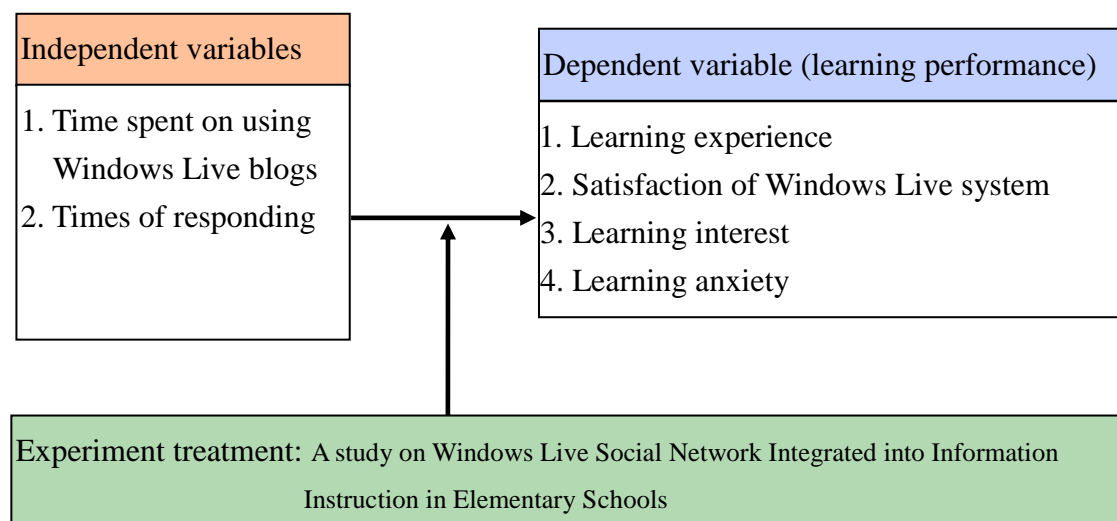 Independent variables
1. Time spent on using
Windows Live blogs
2. Times of responding
Dependent variable (learning performance)
1. Learning experience
2. Satisfaction of Windows Live system
3. Learning interest
4. Learning anxiety
Experiment treatment: A study on Windows Live Social Network Integrated into Information
Instruction in Elementary Schools